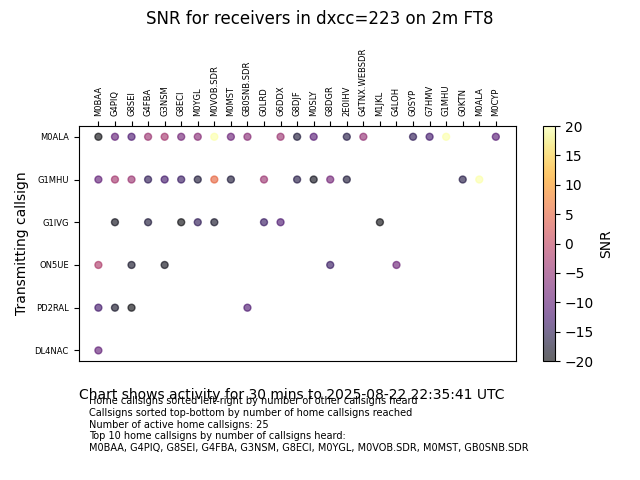 SNR for receivers in dxcc=223 on 2m FT8
M0BAA G4PIQ G8SEI G4FBA G3NSM G8ECI M0YGL M0VOB.SDR M0MST GB0SNB.SDR G0LRD G6DDX G8DJF M0SLY G8DGR 2E0IHV G4TNX.WEBSDR M1JKL G4LOH G0SYP G7HMV G1MHU G0KTN M0ALA M0CYP
Transmitting callsign
M0ALA
G1MHU
G1IVG
ON5UE
PD2RAL
DL4NAC
20
15
10
5
0
−5
−10
−15
−20
SNR
Chart shows activity for 30 mins to 2025-08-22 22:35:41 UTC
Home callsigns sorted left-right by number of other callsigns heard
Callsigns sorted top-bottom by number of home callsigns reached
Number of active home callsigns: 25
Top 10 home callsigns by number of callsigns heard:
M0BAA, G4PIQ, G8SEI, G4FBA, G3NSM, G8ECI, M0YGL, M0VOB.SDR, M0MST, GB0SNB.SDR